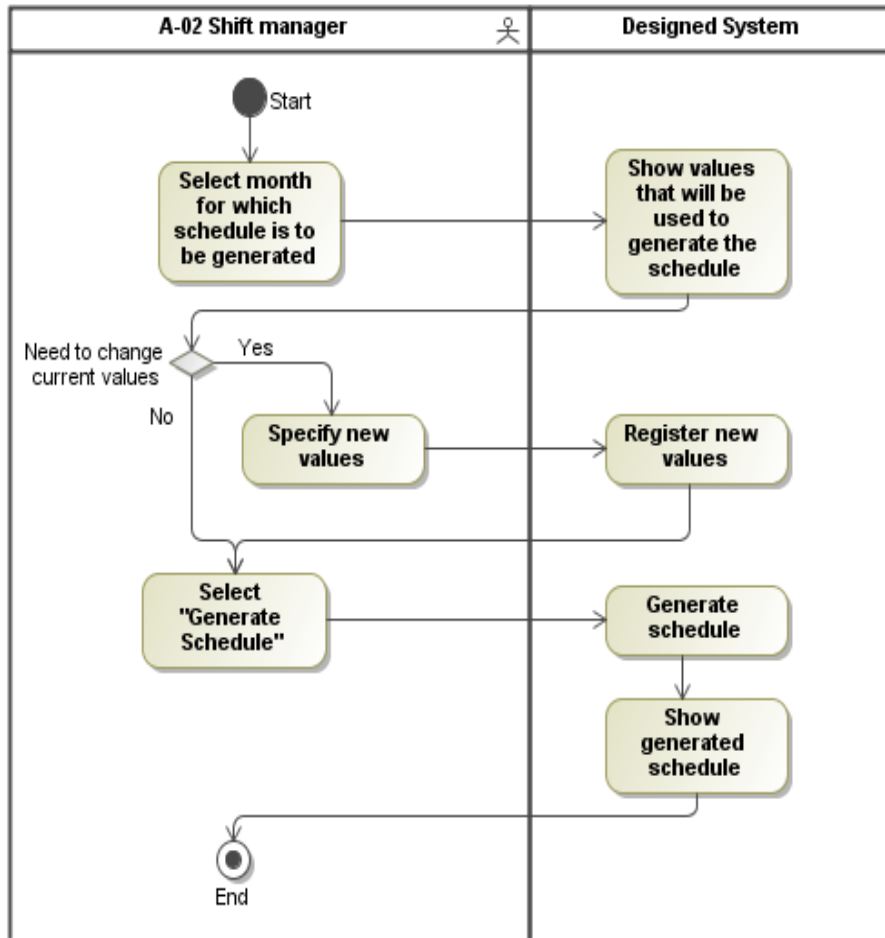 A-02 Shift manager
Designed System
Start
Select month
for which
schedule is to
be generated
Show values
that will be
used to
generate the
schedule
Need to change
current values
Yes
No
Specify new
values
Register new
values
Select
"Generate
Schedule"
Generate
schedule
Show
generated
schedule
End